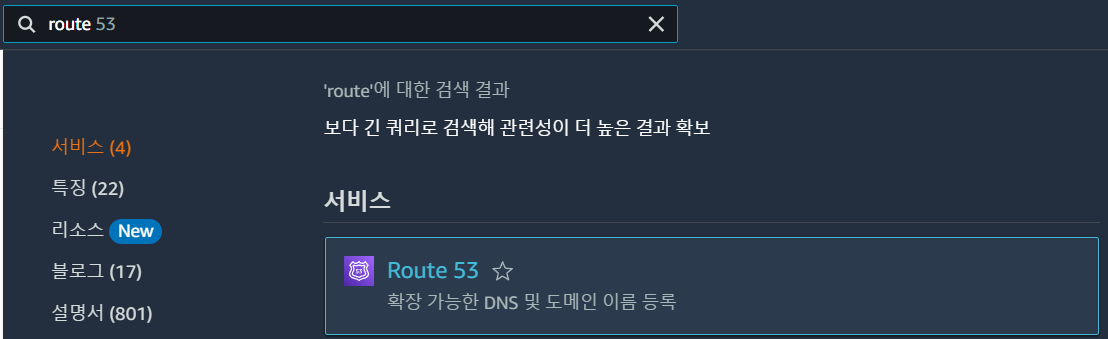 route 53
'route'에 대한 검색 결과
보다 긴 쿼리로 검색해 관련성이 더 높은 결과 확보
서비스 (4)
특징 (22)
리소스 New
블로그 (17)
설명서 (801)
서비스
53
Route 53
확장 가능한 DNS 및 도메인 이름 등록